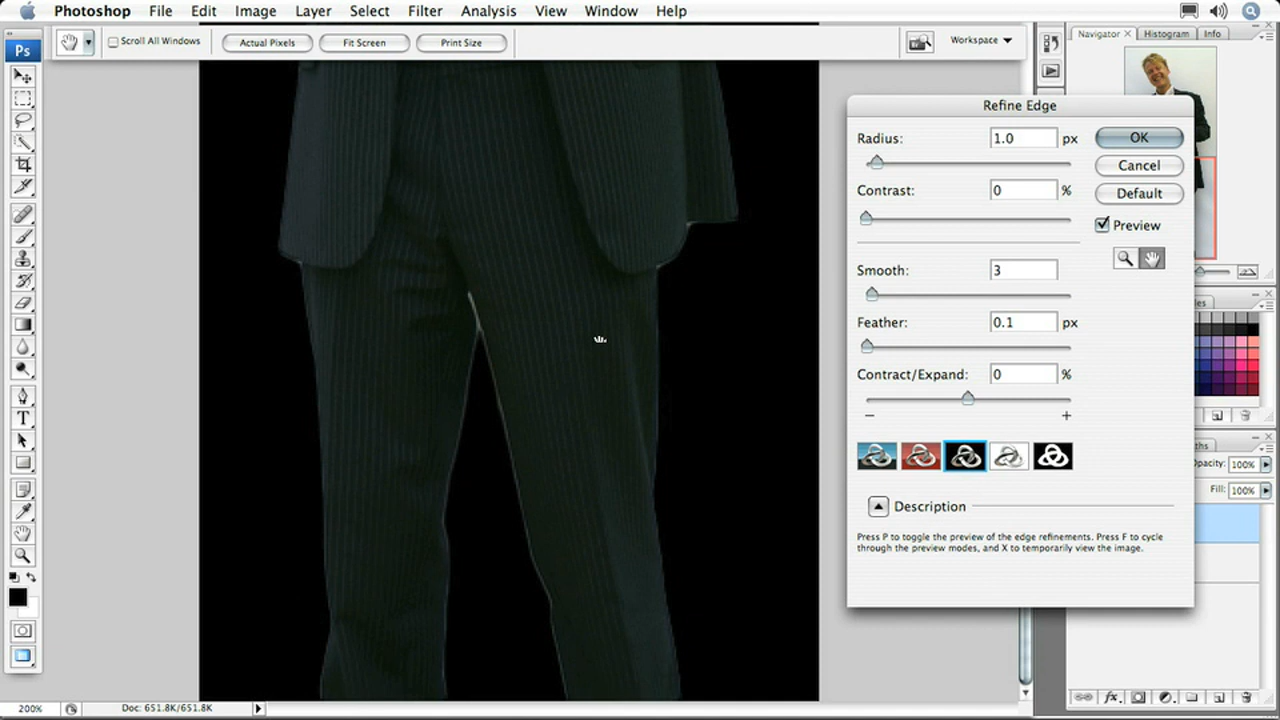 Photoshop File Edit Image Layer Select Filter Analysis View Window Help
Ps
Scroll All Windows
Actual Pixels
Fit Screen
Print Size
Workspace
Navigator
Histogram
Info
Refine Edge
Radius: 1.0 px
OK
Contrast: 0 %
Cancel
Default
Preview
Smooth: 3
Feather: 0.1 px
Contract/Expand: 0 %
− +
Opacity: 100%
Fill: 100%
Description
Press P to toggle the preview of the edge refinements. Press F to cycle
through the preview modes, and X to temporarily view the image.
T
fx
200%
Doc: 651.8K/651.8K